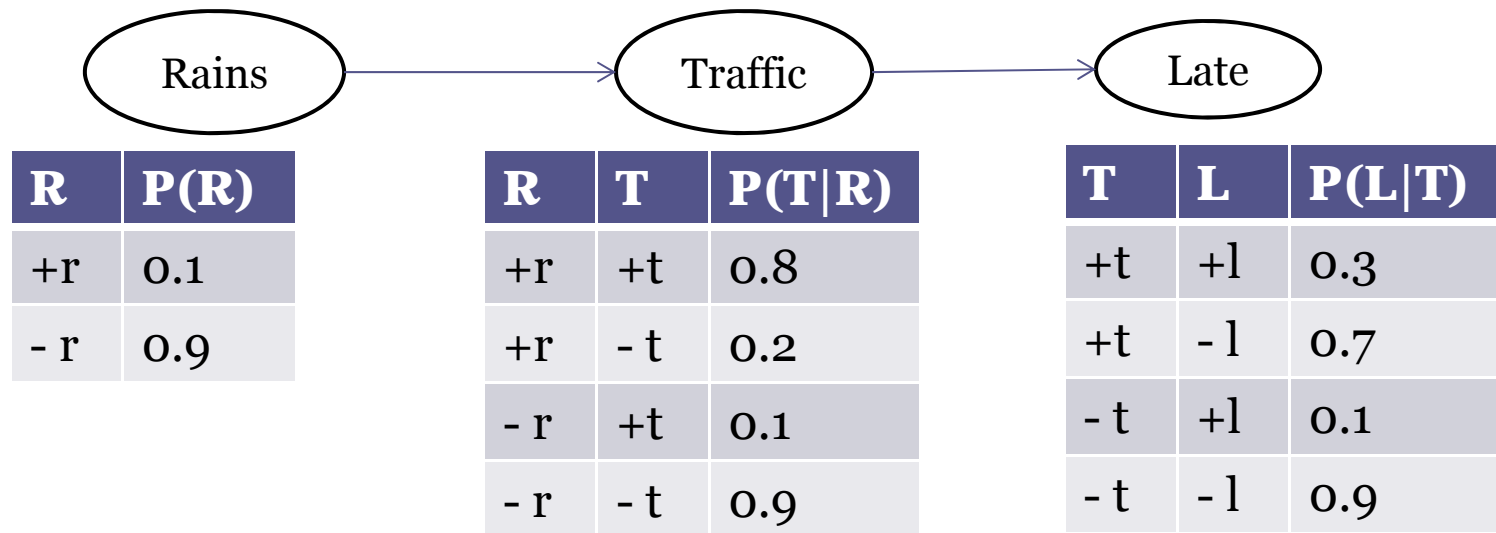 Rains Traffic Late
R P(R)
+r 0.1
- r 0.9
R T P(T|R)
+r +t 0.8
+r - t 0.2
- r +t 0.1
- r - t 0.9
T L P(L|T)
+t +l 0.3
+t - l 0.7
- t +l 0.1
- t - l 0.9